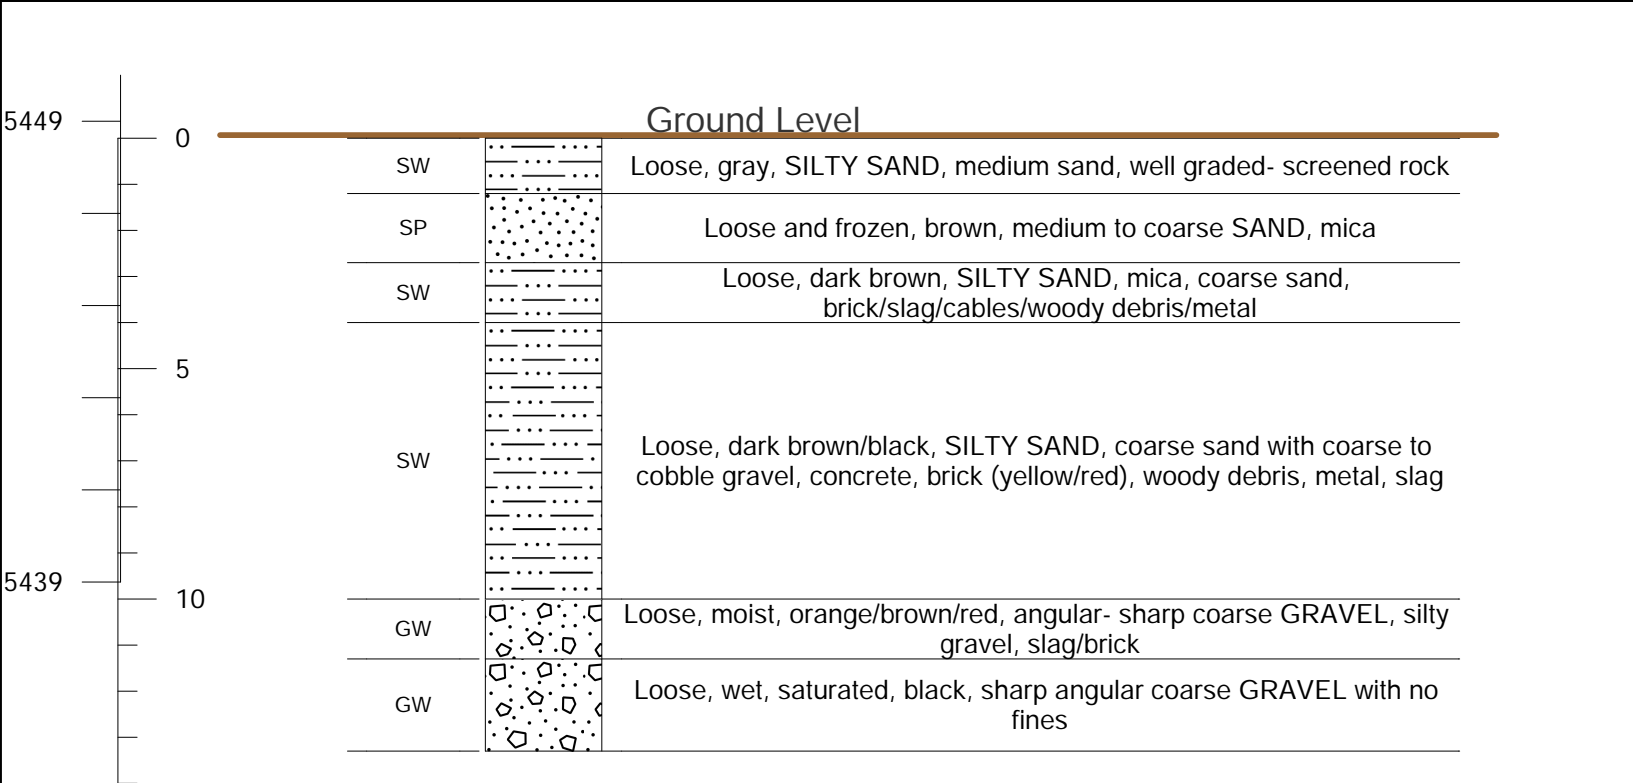 Ground Level
5449
0
SW
Loose, gray, SILTY SAND, medium sand, well graded- screened rock
SP
Loose and frozen, brown, medium to coarse SAND, mica
SW
Loose, dark brown, SILTY SAND, mica, coarse sand,
brick/slag/cables/woody debris/metal
5
SW
Loose, dark brown/black, SILTY SAND, coarse sand with coarse to
cobble gravel, concrete, brick (yellow/red), woody debris, metal, slag
5439
10
GW
Loose, moist, orange/brown/red, angular- sharp coarse GRAVEL, silty
gravel, slag/brick
GW
Loose, wet, saturated, black, sharp angular coarse GRAVEL with no
fines